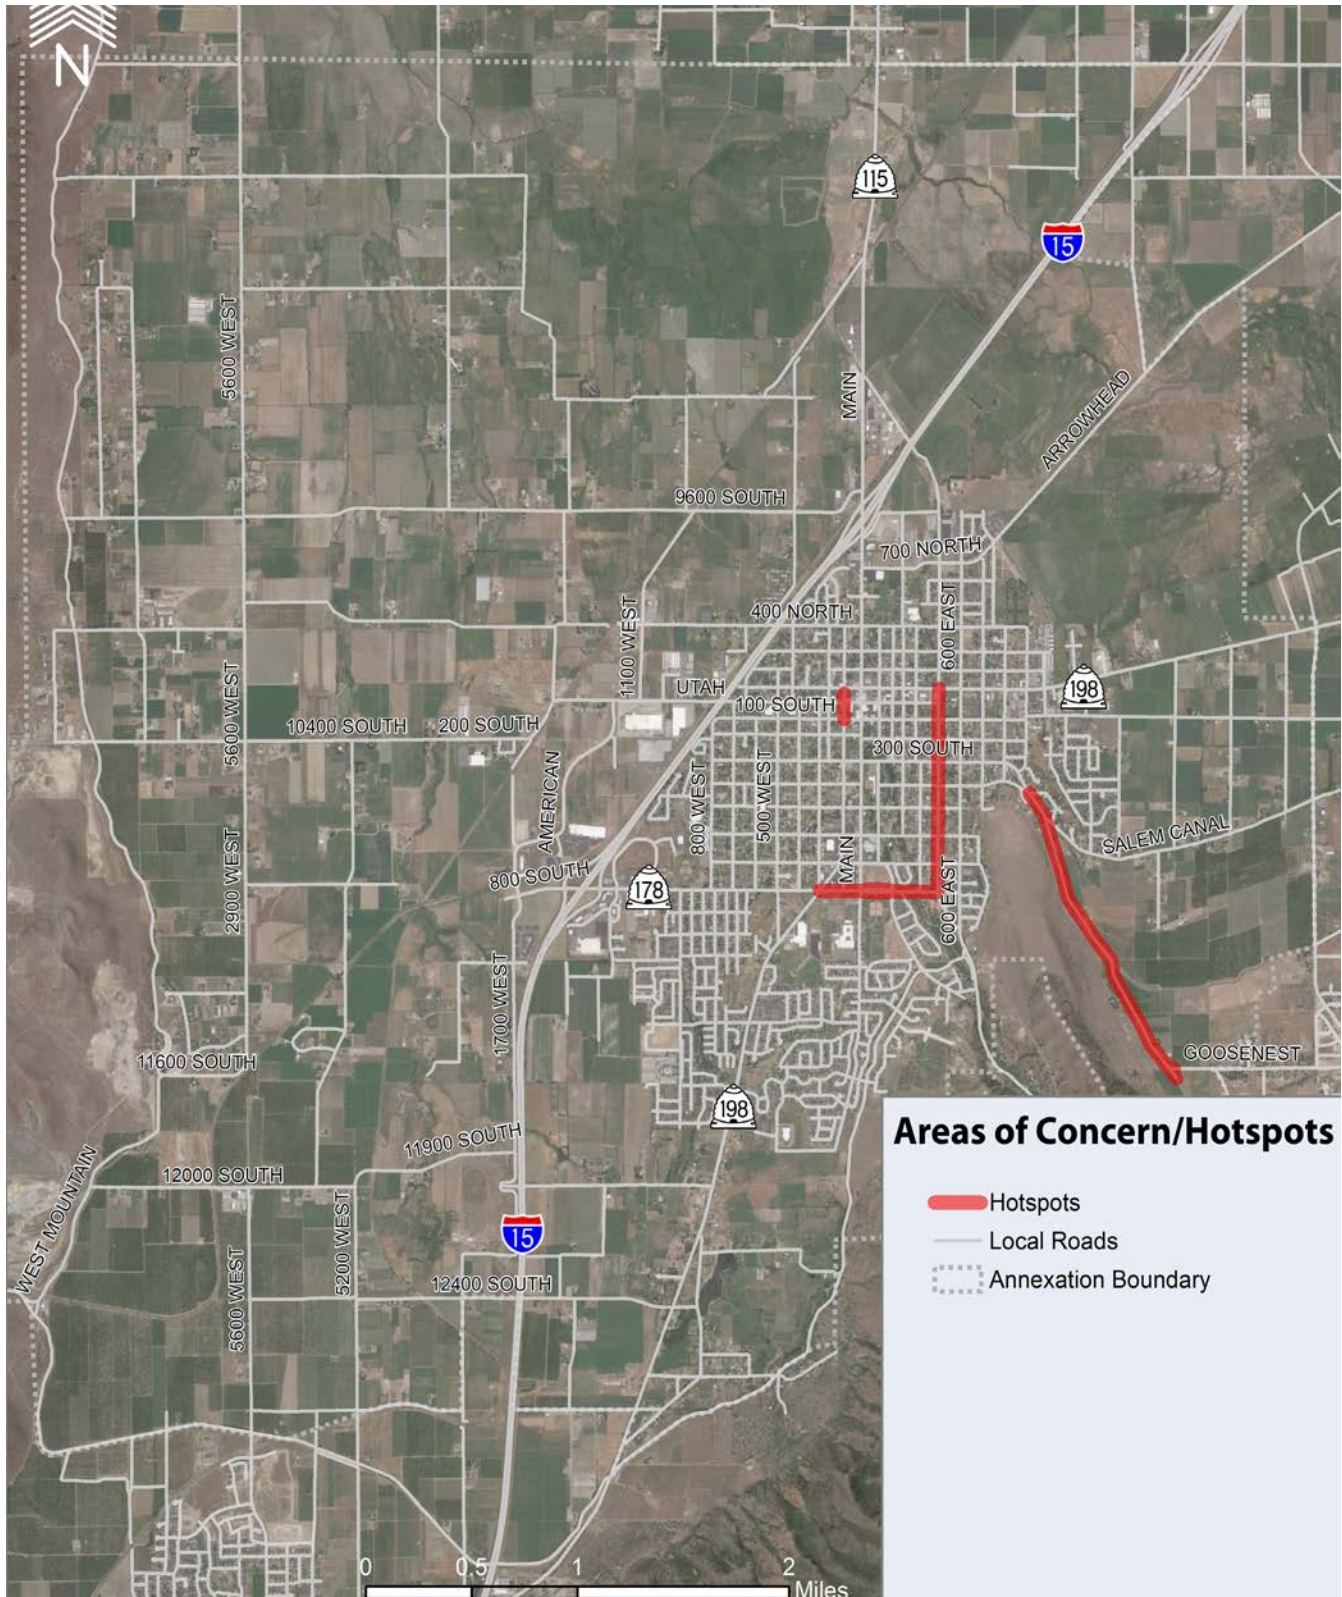 N
115
15
5600 WEST
MAIN
ARROWHEAD
9600 SOUTH
700 NORTH
400 NORTH
1100 WEST
600 EAST
5600 WEST
UTAH
198
100 SOUTH
10400 SOUTH
200 SOUTH
300 SOUTH
AMERICAN
800 WEST
500 WEST
SALEM CANAL
2900 WEST
800 SOUTH
178
MAIN
600 EAST
1700 WEST
11600 SOUTH
GOOSENEST
198
11900 SOUTH
12000 SOUTH
WEST MOUNTAIN
5200 WEST
15
5600 WEST
12400 SOUTH
Areas of Concern/Hotspots
Hotspots
Local Roads
Annexation Boundary
0 0.5 1 2
Miles